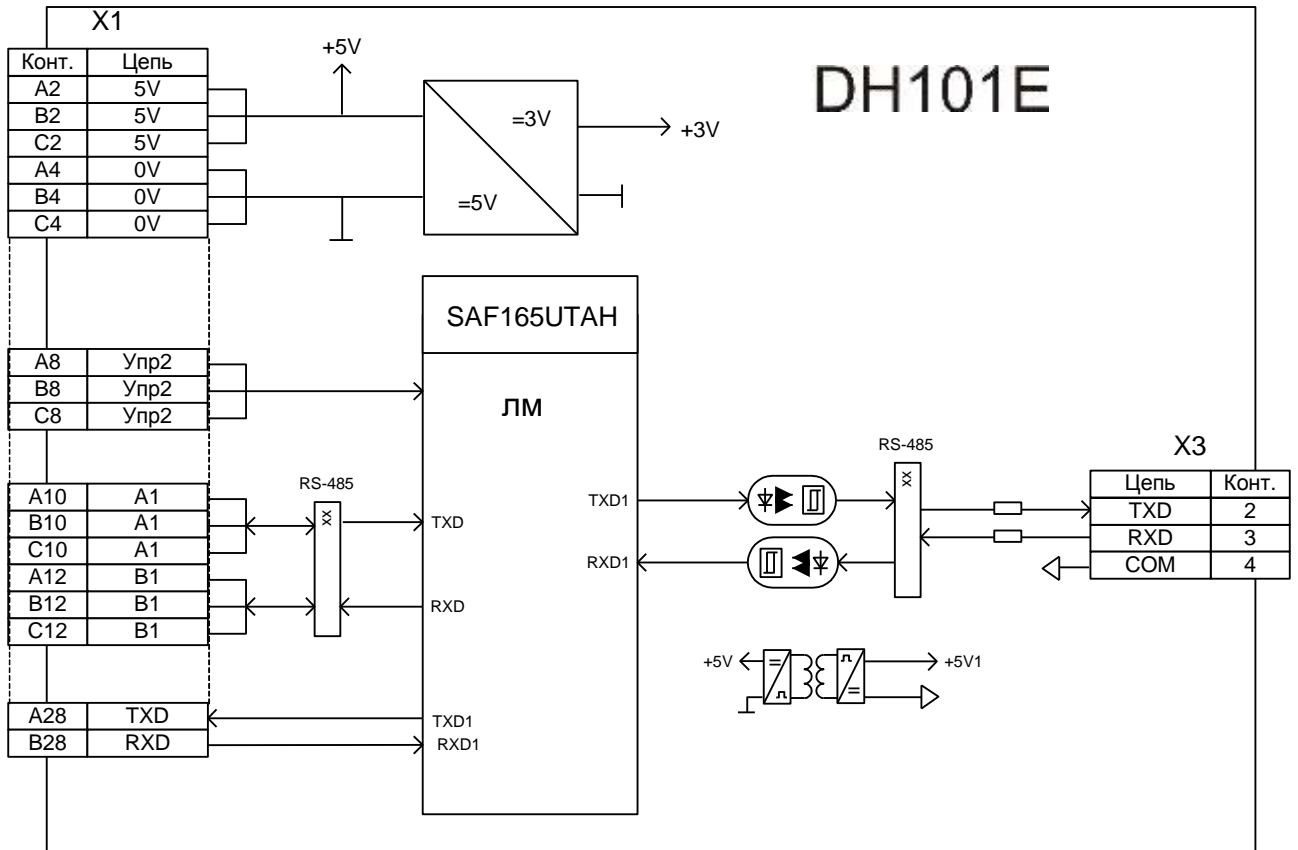 X1
DH101E
Конт. Цепь
A2 5V
B2 5V
C2 5V
A4 0V
B4 0V
C4 0V
+5V
=3V
=5V
+3V
SAF165UTAH
ЛМ
A8 Упр2
B8 Упр2
C8 Упр2
RS-485
xx
A10 A1
B10 A1
C10 A1
A12 B1
B12 B1
C12 B1
TXD
RXD
A28 TXD
B28 RXD
TXD1
RXD1
TXD1
RXD1
RS-485
xx
X3
Цепь Конт.
TXD 2
RXD 3
COM 4
+5V
+5V1